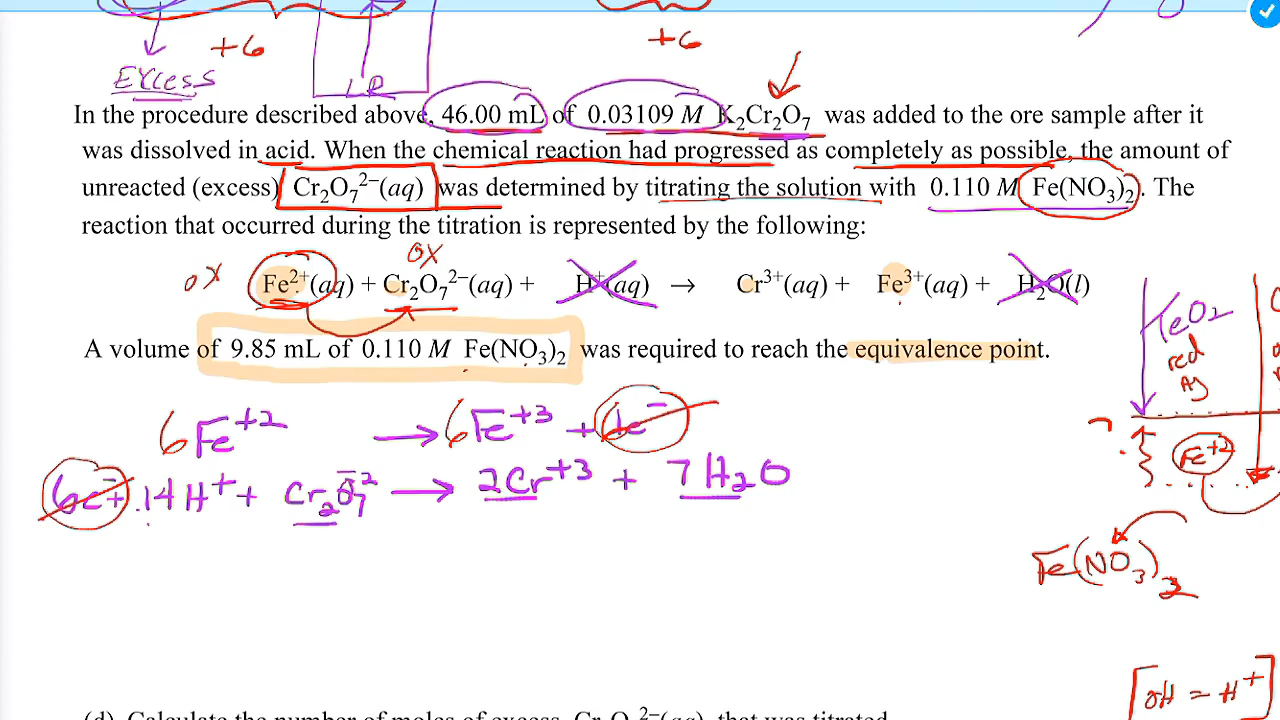 +6
+6
EXCESS
LR
In the procedure described above, 46.00 mL of 0.03109 M K₂Cr₂O₇ was added to the ore sample after it
was dissolved in acid. When the chemical reaction had progressed as completely as possible, the amount of
unreacted (excess) Cr₂O₇²⁻(aq) was determined by titrating the solution with 0.110 M Fe(NO₃)₂. The
reaction that occurred during the titration is represented by the following:
ox
ox
Fe²⁺(aq) + Cr₂O₇²⁻(aq) + H⁺(aq) → Cr³⁺(aq) + Fe³⁺(aq) + H₂O(l)
A volume of 9.85 mL of 0.110 M Fe(NO₃)₂ was required to reach the equivalence point.
red
Ag
6Fe⁺² → 6Fe⁺³ +
Fe⁺²
6e⁻ + 14H⁺ + Cr₂O₇⁻² → 2Cr⁺³ + 7H₂O
Fe(NO₃)₂
[OH = H⁺]